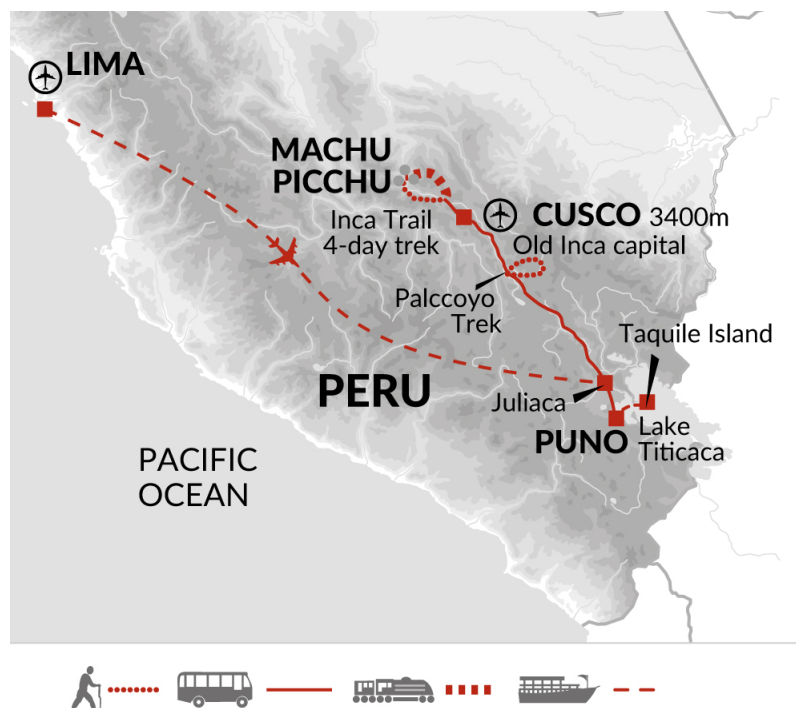 LIMA
MACHU
PICCHU
Inca Trail
4-day trek
CUSCO 3400m
Old Inca capital
Palccoyo
Trek
Taquile Island
PERU
Juliaca
PUNO
Lake
Titicaca
PACIFIC
OCEAN